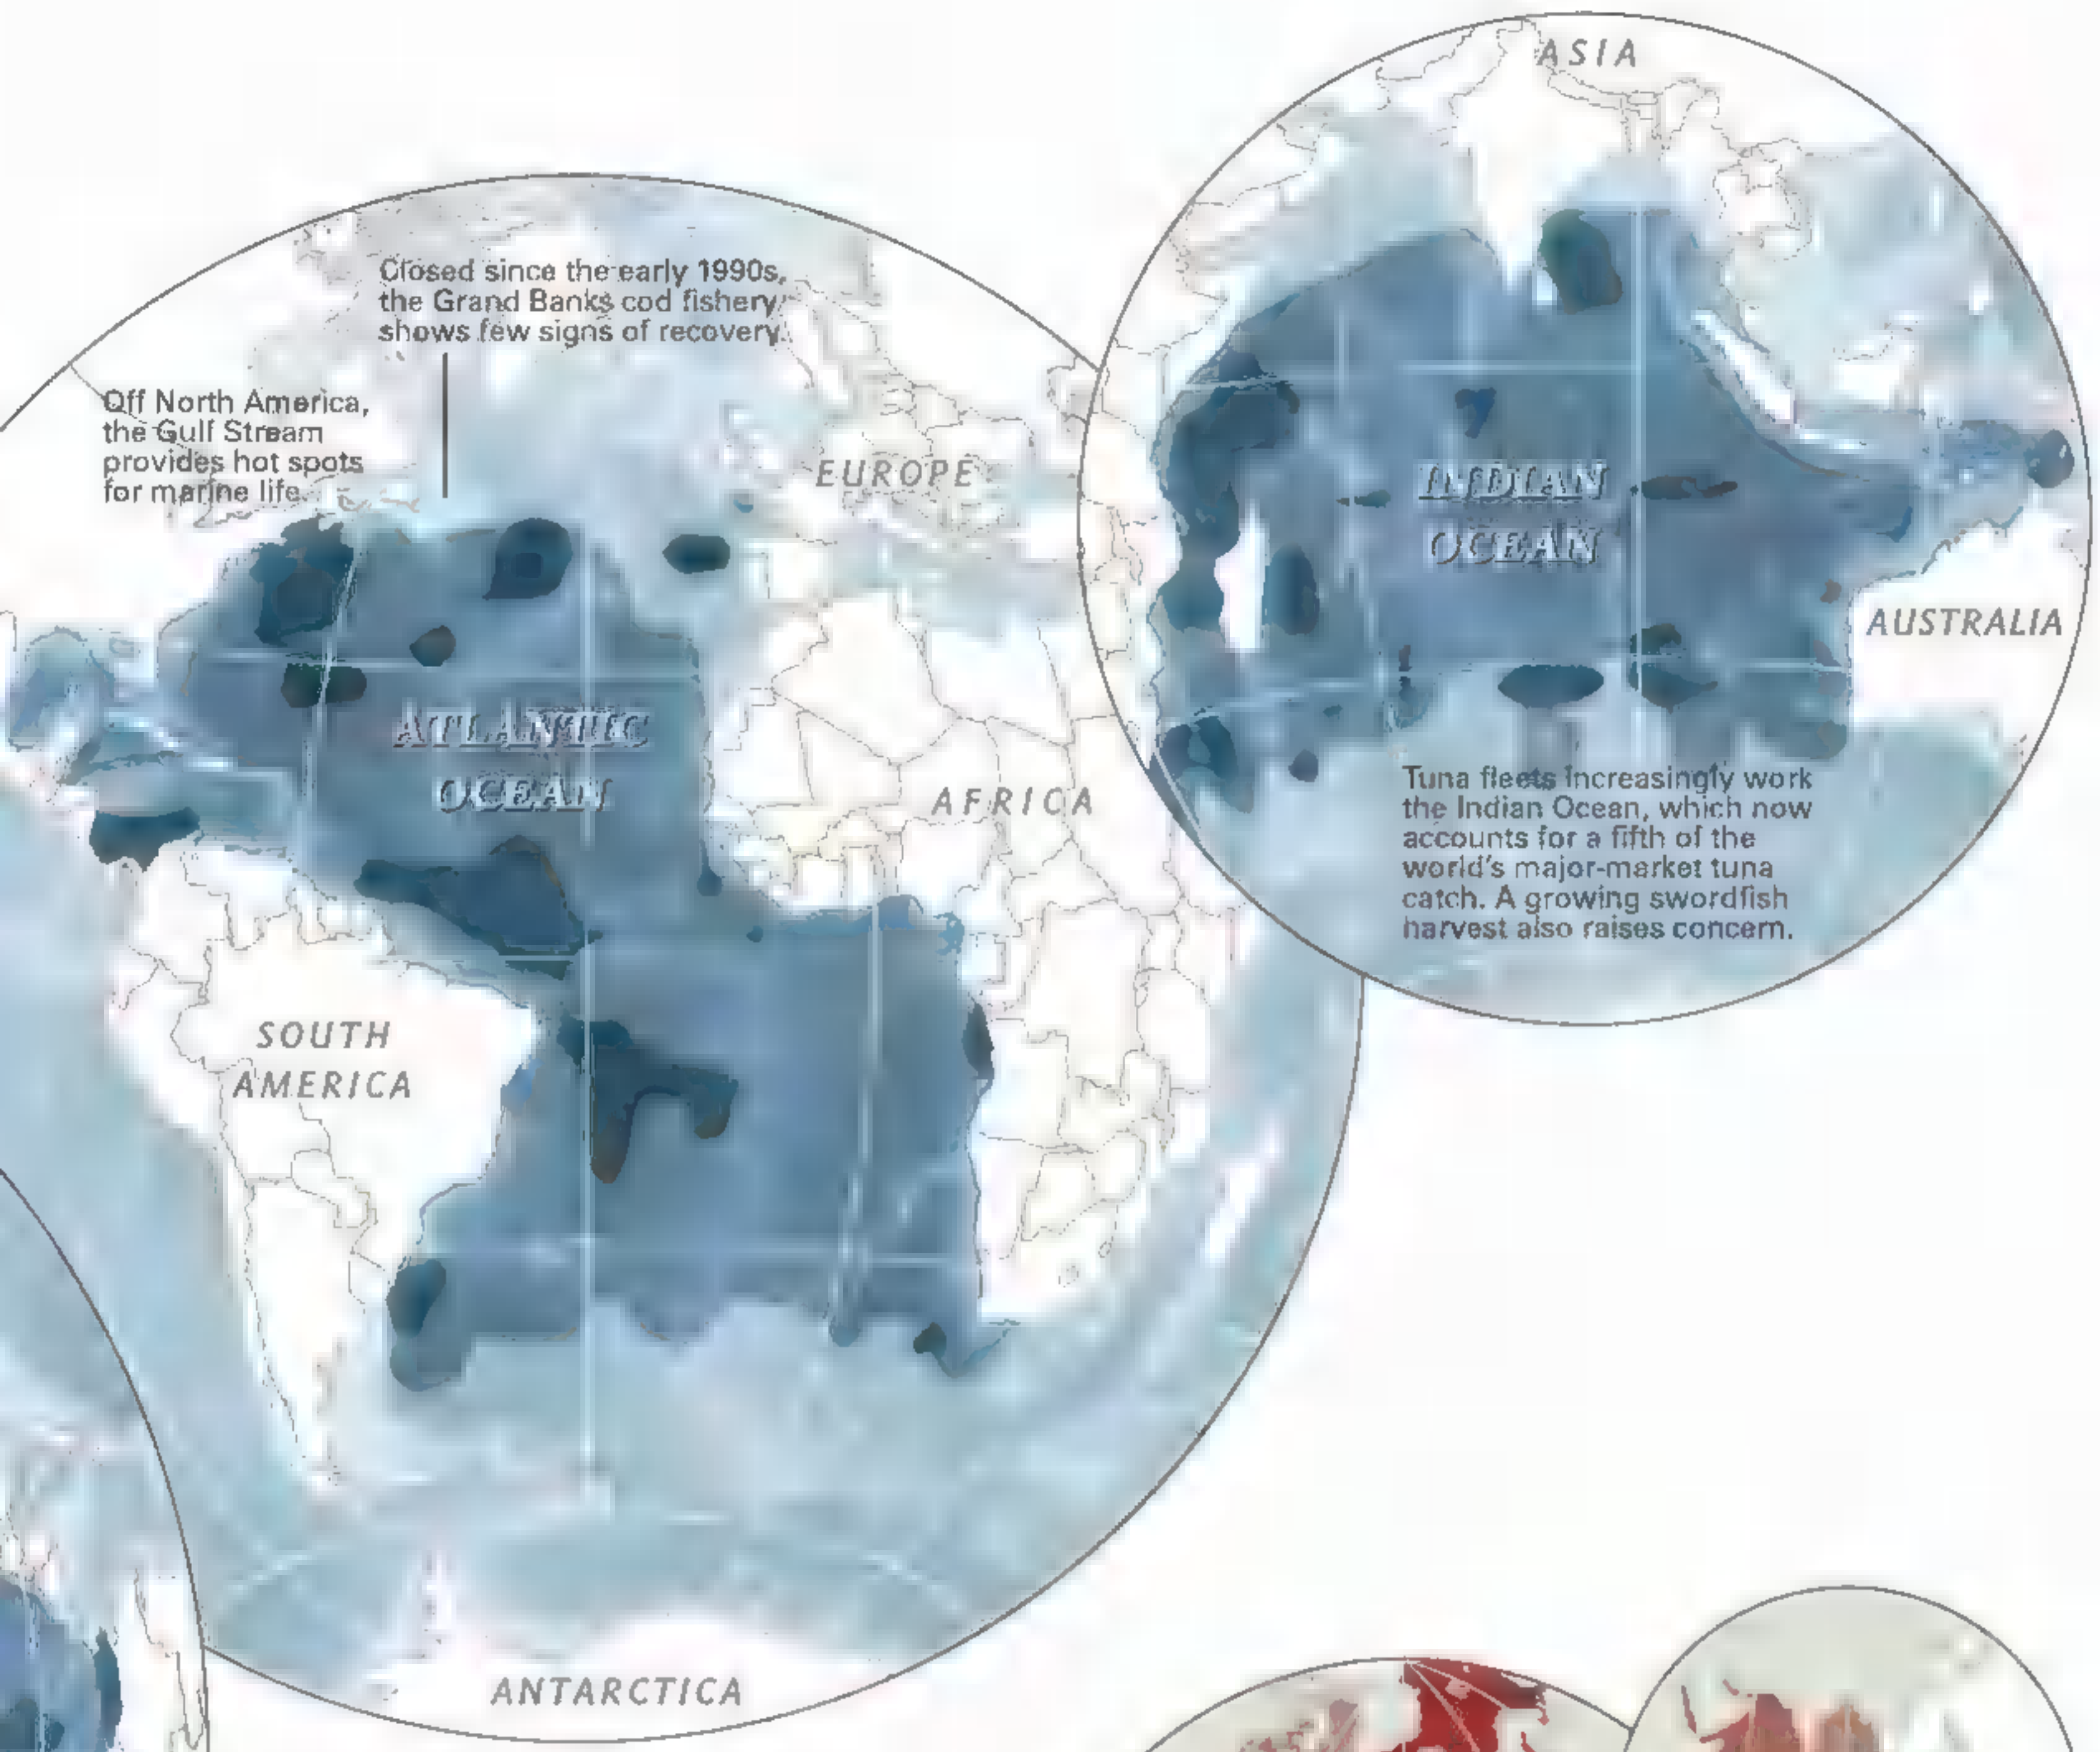 ASIA
Closed since the early 1990s,
the Grand Banks cod fishery
shows few signs of recovery.
Off North America,
the Gulf Stream
provides hot spots
for marine life.
EUROPE
INDIAN
OCEAN
AUSTRALIA
ATLANTIC
OCEAN
AFRICA
Tuna fleets increasingly work
the Indian Ocean, which now
accounts for a fifth of the
world's major-market tuna
catch. A growing swordfish
harvest also raises concern.
SOUTH
AMERICA
ANTARCTICA